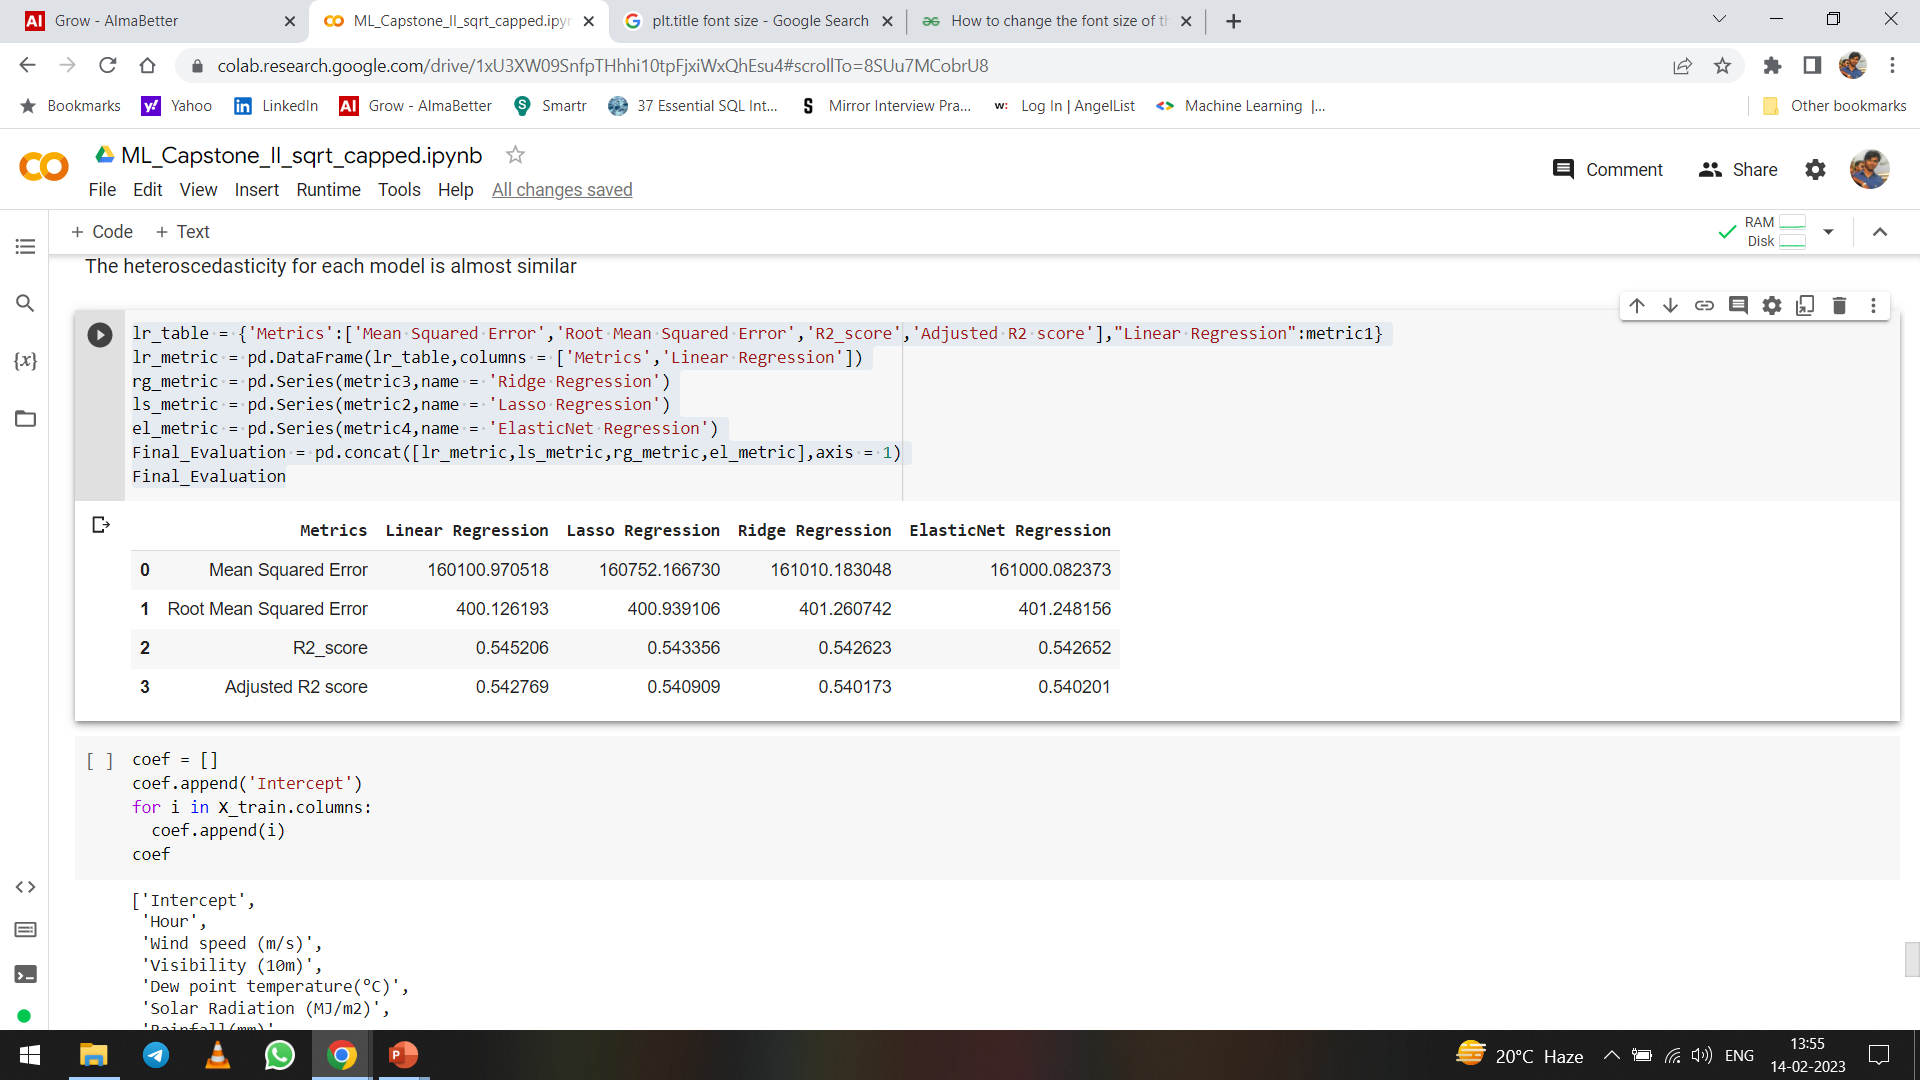 Grow - AlmaBetter
ML_Capstone_II_sqrt_capped.ipyn
plt.title font size - Google Search
How to change the font size of th
colab.research.google.com/drive/1xU3XW09SnfpTHhhi10tpFjxiWxQhEsu4#scrollTo=8SUu7MCobrU8
Bookmarks Yahoo LinkedIn Grow - AlmaBetter Smartr 37 Essential SQL Int... Mirror Interview Pra... Log In | AngelList Machine Learning |... Other bookmarks
ML_Capstone_II_sqrt_capped.ipynb
Comment Share
File Edit View Insert Runtime Tools Help All changes saved
+ Code + Text
RAM
Disk
The heteroscedasticity for each model is almost similar
lr_table = {'Metrics':['Mean Squared Error','Root Mean Squared Error','R2_score','Adjusted R2 score'],"Linear Regression":metric1}
lr_metric = pd.DataFrame(lr_table,columns = ['Metrics','Linear Regression'])
rg_metric = pd.Series(metric3,name = 'Ridge Regression')
ls_metric = pd.Series(metric2,name = 'Lasso Regression')
el_metric = pd.Series(metric4,name = 'ElasticNet Regression')
Final_Evaluation = pd.concat([lr_metric,ls_metric,rg_metric,el_metric],axis = 1)
Final_Evaluation
Metrics Linear Regression Lasso Regression Ridge Regression ElasticNet Regression
0 Mean Squared Error 160100.970518 160752.166730 161010.183048 161000.082373
1 Root Mean Squared Error 400.126193 400.939106 401.260742 401.248156
2 R2_score 0.545206 0.543356 0.542623 0.542652
3 Adjusted R2 score 0.542769 0.540909 0.540173 0.540201
[ ] coef = []
coef.append('Intercept')
for i in X_train.columns:
  coef.append(i)
coef
['Intercept',
 'Hour',
 'Wind speed (m/s)',
 'Visibility (10m)',
 'Dew point temperature(°C)',
 'Solar Radiation (MJ/m2)',
 'Rainfall(mm)'
20°C Haze ENG
13:55
14-02-2023